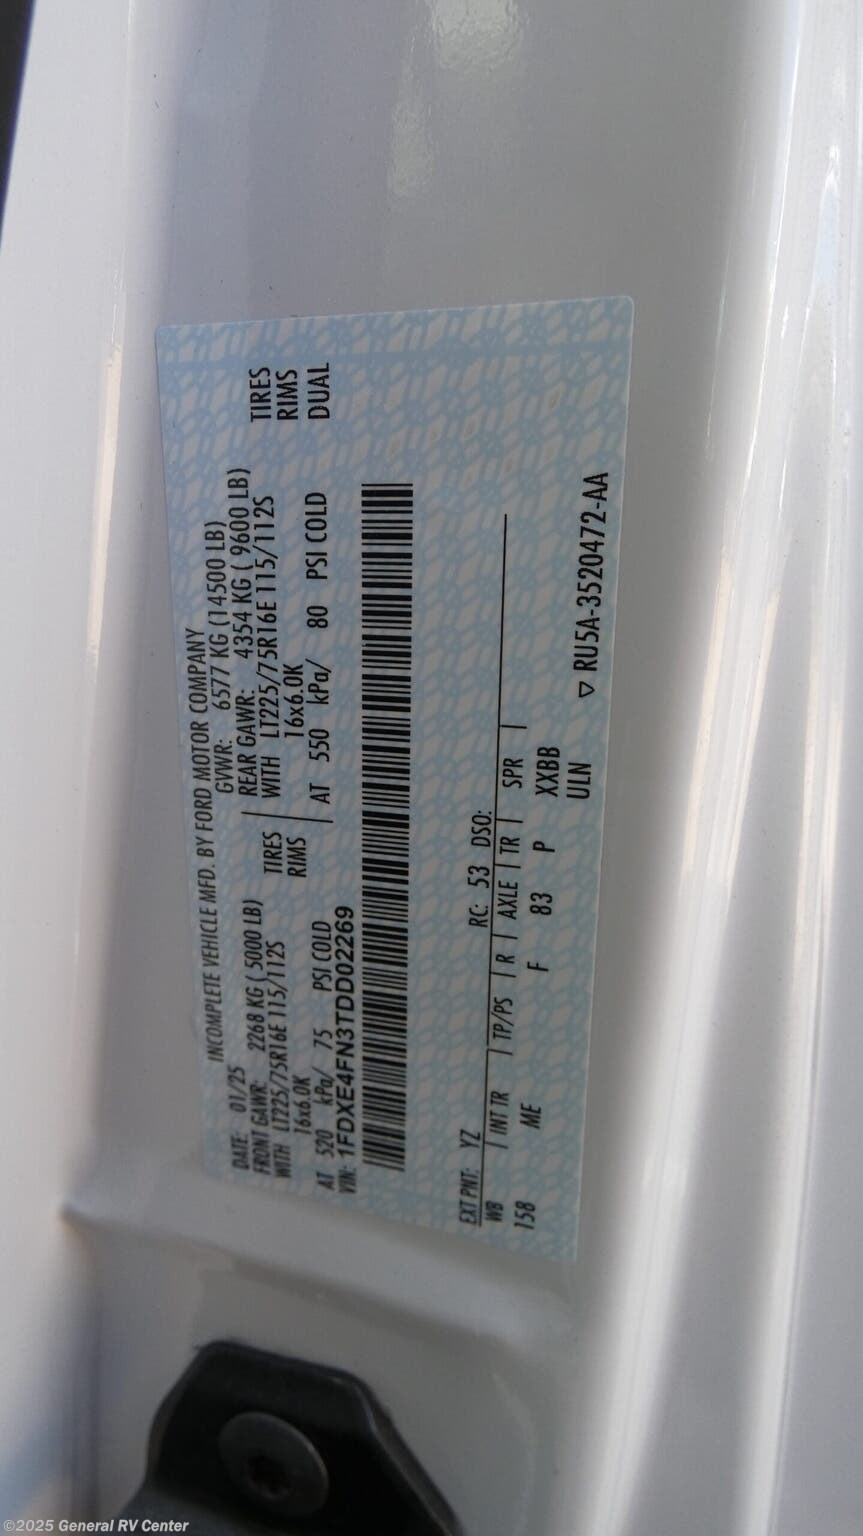 INCOMPLETE VEHICLE MFD. BY FORD MOTOR COMPANY
DATE: 01/25 GVWR: 6577 KG (14500 LB)
FRONT GAWR: 2268 KG ( 5000 LB) REAR GAWR: 4354 KG ( 9600 LB)
WITH LT225/75R16E 115/112S TIRES WITH LT225/75R16E 115/112S TIRES
16x6.0K RIMS 16x6.0K RIMS
AT 520 kPa/ 75 PSI COLD AT 550 kPa/ 80 PSI COLD DUAL
VIN: 1FDXE4FN3TDD02269
EXT PNT: YZ RC: 53 DSO:
WB INT TR TP/PS R AXLE TR SPR
158 ME F 83 P XXBB
ULN
▽ RU5A-3520472-AA
©2025 General RV Center